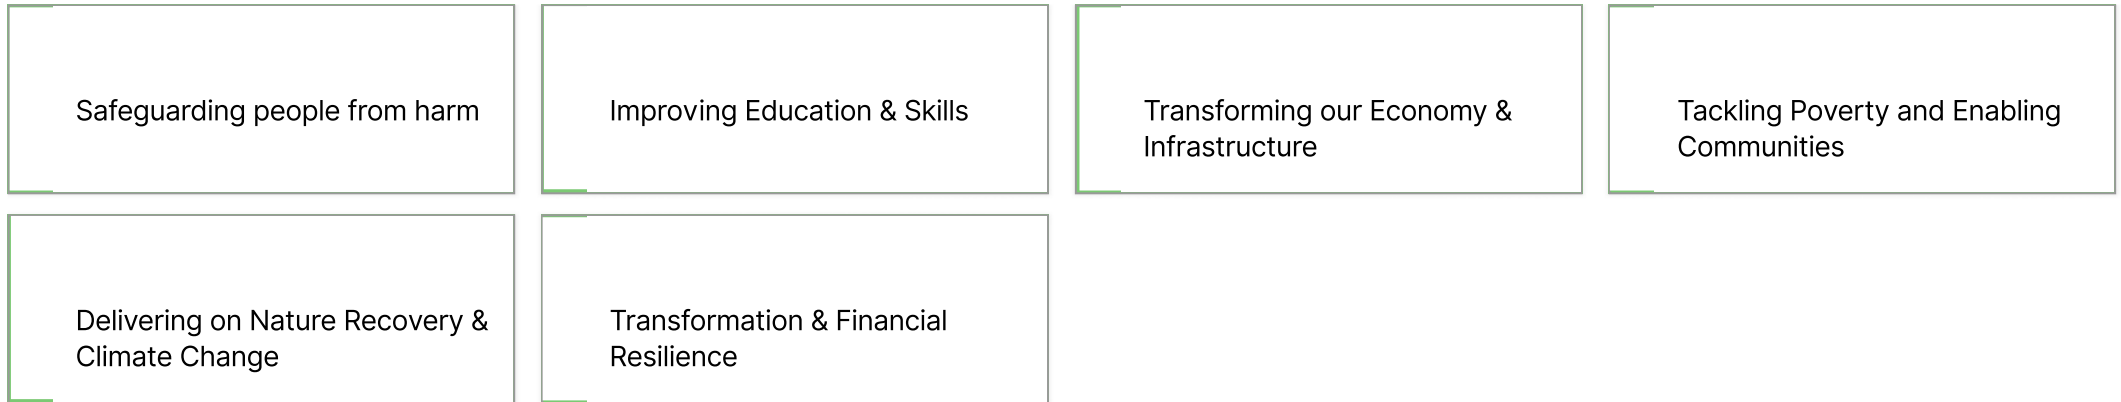 Safeguarding people from harm
Improving Education & Skills
Transforming our Economy &
Infrastructure
Tackling Poverty and Enabling
Communities
Delivering on Nature Recovery &
Climate Change
Transformation & Financial
Resilience